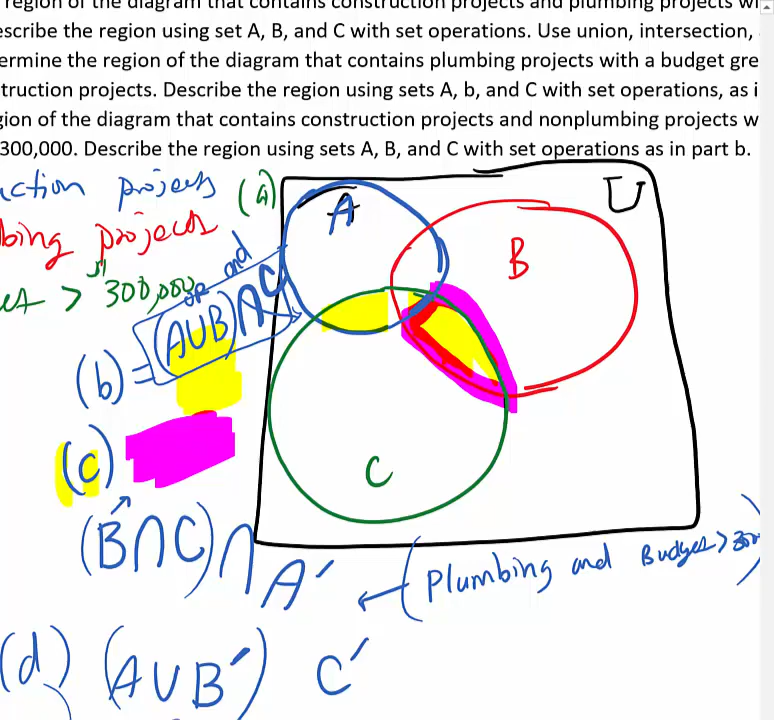 region of the diagram that contains construction projects and plumbing projects wi
escribe the region using set A, B, and C with set operations. Use union, intersection,
ermine the region of the diagram that contains plumbing projects with a budget gre
truction projects. Describe the region using sets A, b, and C with set operations, as i
gion of the diagram that contains construction projects and nonplumbing projects w
300,000. Describe the region using sets A, B, and C with set operations as in part b.
ction projects (a)
bing projects
> 300,000
or and
A
B
U
C
(b) = (A∪B)∩C
(c)
(B∩C)∩A′ ← (Plumbing and Budget > 300
(d) (A∪B′) C′